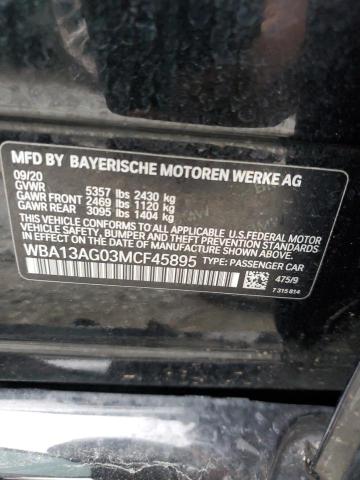 MFD BY BAYERISCHE MOTOREN WERKE AG
09/20
GVWR 5357 lbs 2430 kg
GAWR FRONT 2469 lbs 1120 kg
GAWR REAR 3095 lbs 1404 kg
THIS VEHICLE CONFORMS TO ALL APPLICABLE U.S.FEDERAL MOTOR
VEHICLE SAFETY, BUMPER, AND THEFT PREVENTION STANDARDS
IN EFFECT ON THE DATE OF MANUFACTURE SHOWN ABOVE.
WBA13AG03MCF45895 TYPE: PASSENGER CAR
475/9
7 315 814